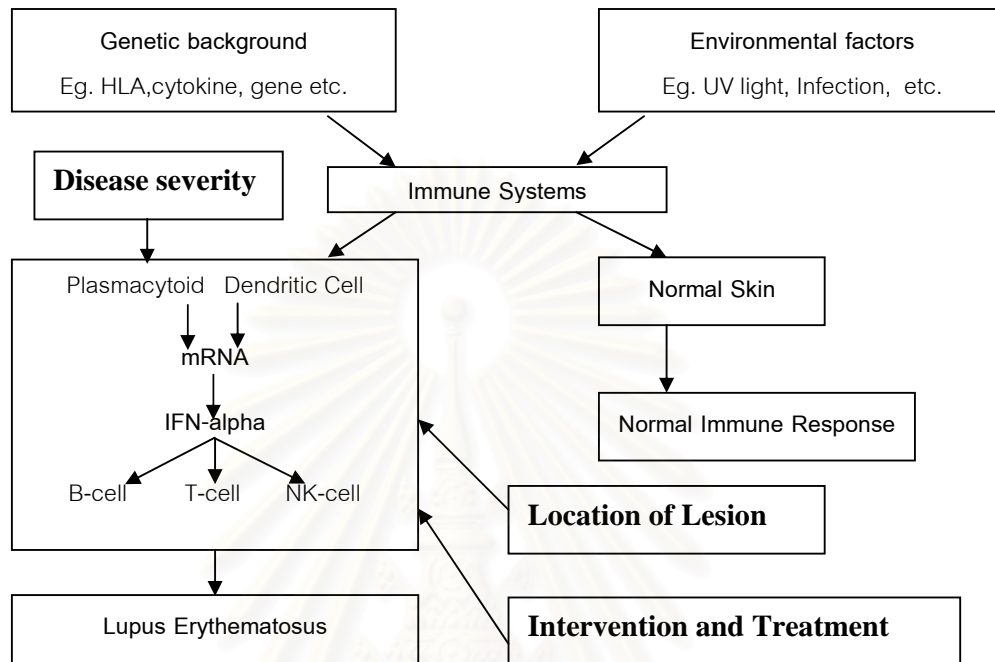 Genetic background
Eg. HLA,cytokine, gene etc.
Environmental factors
Eg. UV light, Infection, etc.
Disease severity
Immune Systems
Plasmacytoid Dendritic Cell
mRNA
IFN-alpha
B-cell T-cell NK-cell
Normal Skin
Normal Immune Response
Location of Lesion
Lupus Erythematosus
Intervention and Treatment